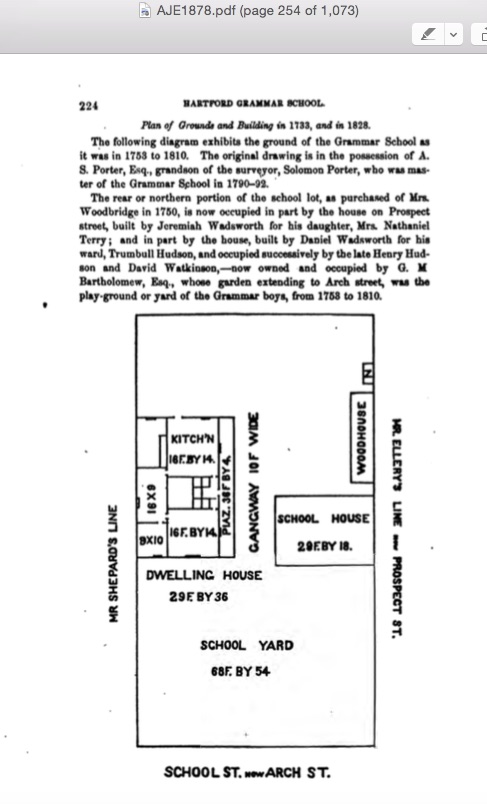 AJE1878.pdf (page 254 of 1,073)
224 HARTFORD GRAMMAR SCHOOL.
Plan of Grounds and Building in 1733, and in 1828.
The following diagram exhibits the ground of the Grammar School as
it was in 1753 to 1810. The original drawing is in the possession of A.
S. Porter, Esq., grandson of the surveyor, Solomon Porter, who was mas-
ter of the Grammar School in 1790-92.
The rear or northern portion of the school lot, as purchased of Mrs.
Woodbridge in 1750, is now occupied in part by the house on Prospect
street, built by Jeremiah Wadsworth for his daughter, Mrs. Nathaniel
Terry; and in part by the house, built by Daniel Wadsworth for his
ward, Trumbull Hudson, and occupied successively by the late Henry Hud-
son and David Watkinson,—now owned and occupied by G. M
Bartholomew, Esq., whose garden extending to Arch street, was the
play-ground or yard of the Grammar boys, from 1753 to 1810.
N
WOODHOUSE
MR. ELLERY'S LINE now PROSPECT ST.
KITCH'N
16F. BY 14.
PIAZ. 36F BY 4.
GANGWAY 10F WIDE
16 X 9
9X10
16F. BY 14.
SCHOOL HOUSE
29F. BY 18.
MR SHEPARD'S LINE
DWELLING HOUSE
29F. BY 36
SCHOOL YARD
68F. BY 54
SCHOOL ST. now ARCH ST.